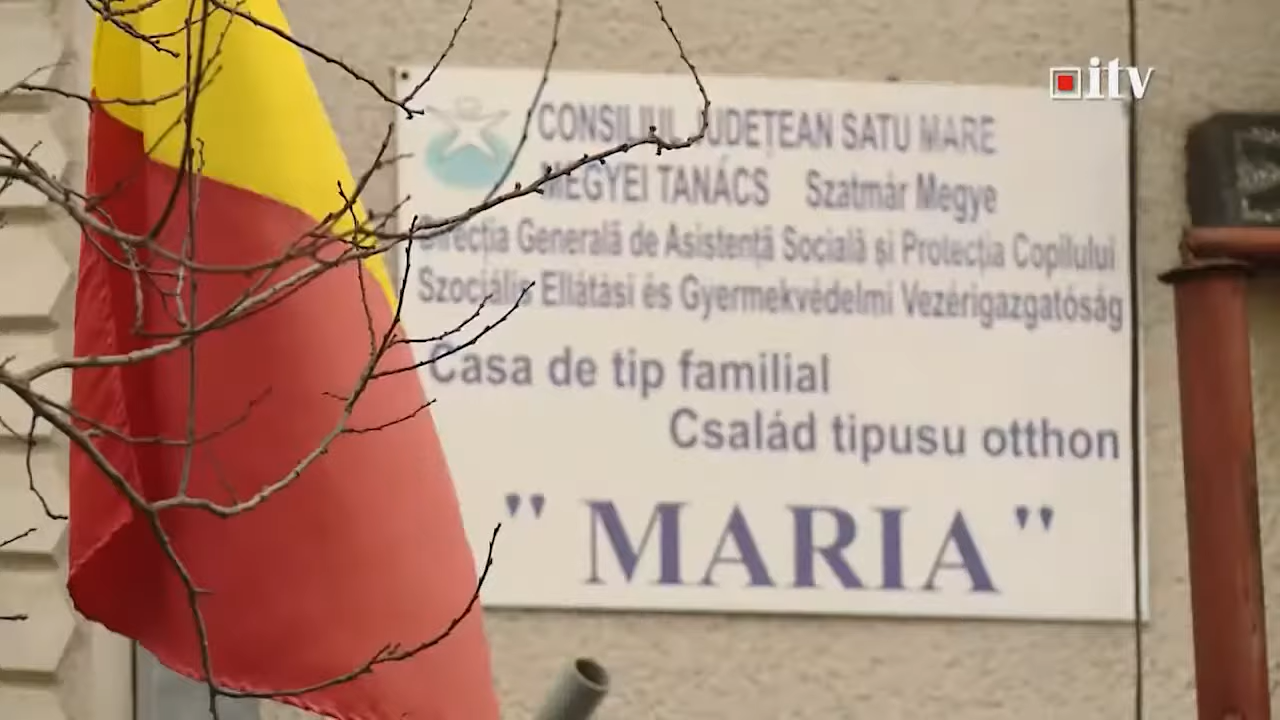 itv
CONSILIUL JUDEȚEAN SATU MARE
MEGYEI TANÁCS Szatmár Megye
Direcția Generală de Asistență Socială și Protecția Copilului
Szociális Ellátási és Gyermekvédelmi Vezérigazgatóság
Casa de tip familial
Család tipusu otthon
" MARIA "